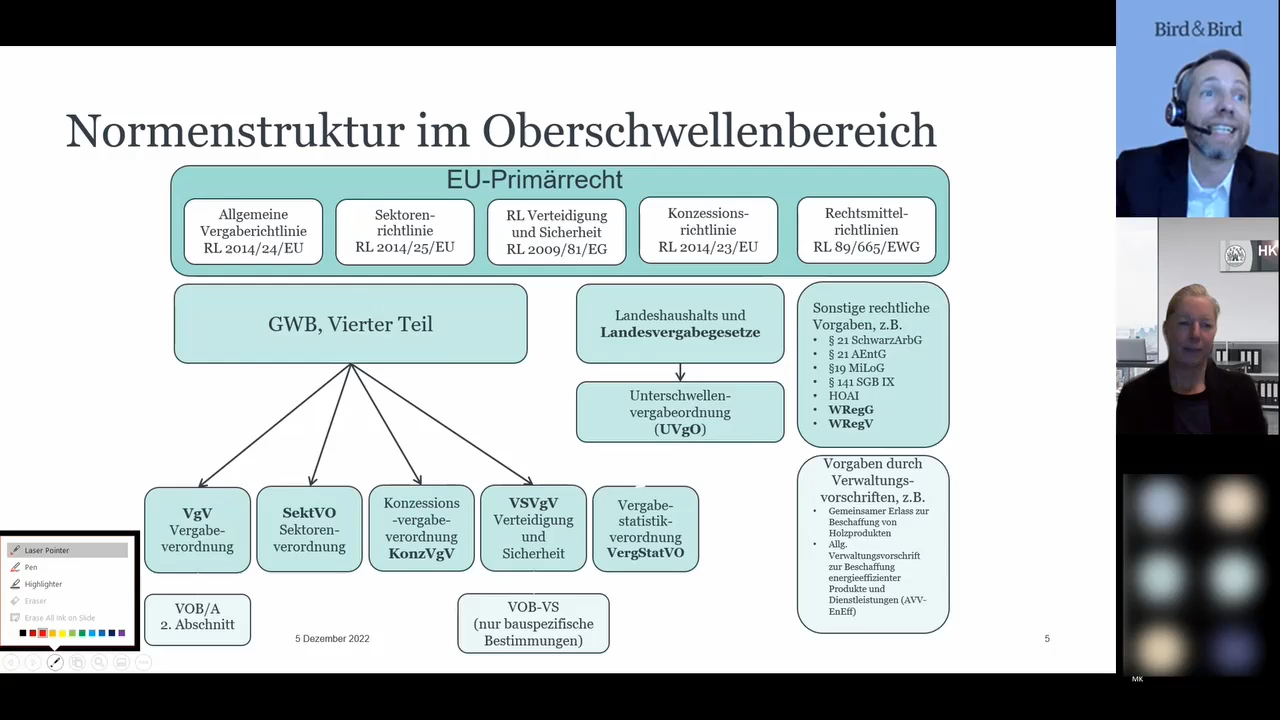 Bird & Bird
HK
Normenstruktur im Oberschwellenbereich
EU-Primärrecht
Allgemeine
Vergaberichtlinie
RL 2014/24/EU
Sektoren-
richtlinie
RL 2014/25/EU
RL Verteidigung
und Sicherheit
RL 2009/81/EG
Konzessions-
richtlinie
RL 2014/23/EU
Rechtsmittel-
richtlinien
RL 89/665/EWG
GWB, Vierter Teil
Landeshaushalts und
Landesvergabegesetze
Unterschwellen-
vergabeordnung
(UVgO)
Sonstige rechtliche
Vorgaben, z.B.
• § 21 SchwarzArbG
• § 21 AEntG
• §19 MiLoG
• § 141 SGB IX
• HOAI
• WRegG
• WRegV
VgV
Vergabe-
verordnung
SektVO
Sektoren-
verordnung
Konzessions
-vergabe-
verordnung
KonzVgV
VSVgV
Verteidigung
und
Sicherheit
Vergabe-
statistik-
verordnung
VergStatVO
Vorgaben durch
Verwaltungs-
vorschriften, z.B.
• Gemeinsamer Erlass zur
Beschaffung von
Holzprodukten
• Allg.
Verwaltungsvorschrift
zur Beschaffung
energieeffizienter
Produkte und
Dienstleistungen (AVV-
EnEff)
VOB/A
2. Abschnitt
VOB-VS
(nur bauspezifische
Bestimmungen)
5 Dezember 2022
5
Laser Pointer
Pen
Highlighter
Eraser
Erase All Ink on Slide
MK